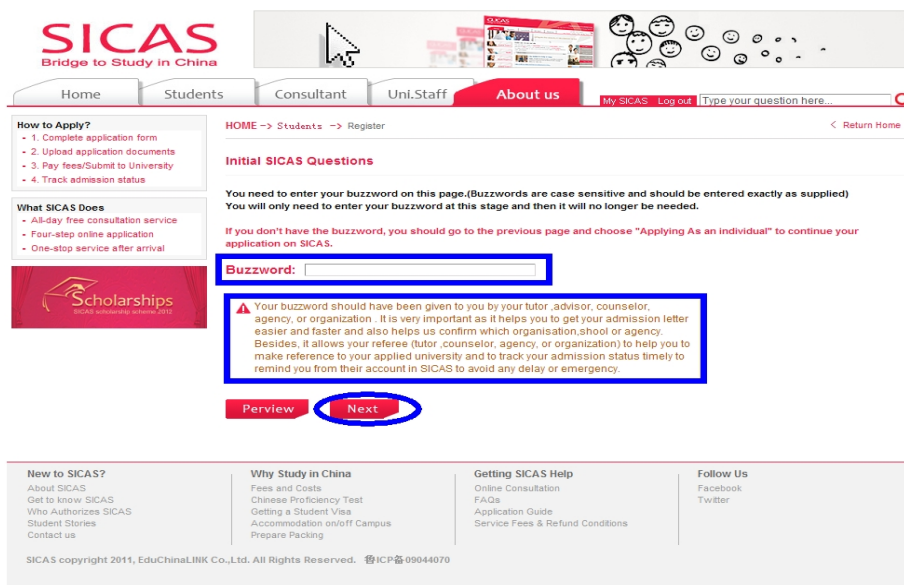 SICAS
Bridge to Study in China
Home
Students
Consultant
Uni.Staff
About us
My SICAS Log out
Type your question here...
How to Apply?
- 1. Complete application form
- 2. Upload application documents
- 3. Pay fees/Submit to University
- 4. Track admission status
What SICAS Does
- All-day free consultation service
- Four-step online application
- One-stop service after arrival
Scholarships
SICAS scholarship scheme 2012
HOME -> Students -> Register
< Return Home
Initial SICAS Questions
You need to enter your buzzword on this page.(Buzzwords are case sensitive and should be entered exactly as supplied)
You will only need to enter your buzzword at this stage and then it will no longer be needed.
If you don't have the buzzword, you should go to the previous page and choose "Applying As an individual" to continue your
application on SICAS.
Buzzword:
Your buzzword should have been given to you by your tutor ,advisor, counselor,
agency, or organization . It is very important as it helps you to get your admission letter
easier and faster and also helps us confirm which organisation,shool or agency.
Besides, it allows your referee (tutor ,counselor, agency, or organization) to help you to
make reference to your applied university and to track your admission status timely to
remind you from their account in SICAS to avoid any delay or emergency.
Perview
Next
New to SICAS?
About SICAS
Get to know SICAS
Who Authorizes SICAS
Student Stories
Contact us
Why Study in China
Fees and Costs
Chinese Proficiency Test
Getting a Student Visa
Accommodation on/off Campus
Prepare Packing
Getting SICAS Help
Online Consultation
FAQs
Application Guide
Service Fees & Refund Conditions
Follow Us
Facebook
Twitter
SICAS copyright 2011, EduChinaLINK Co.,Ltd. All Rights Reserved. 鲁ICP备09044070